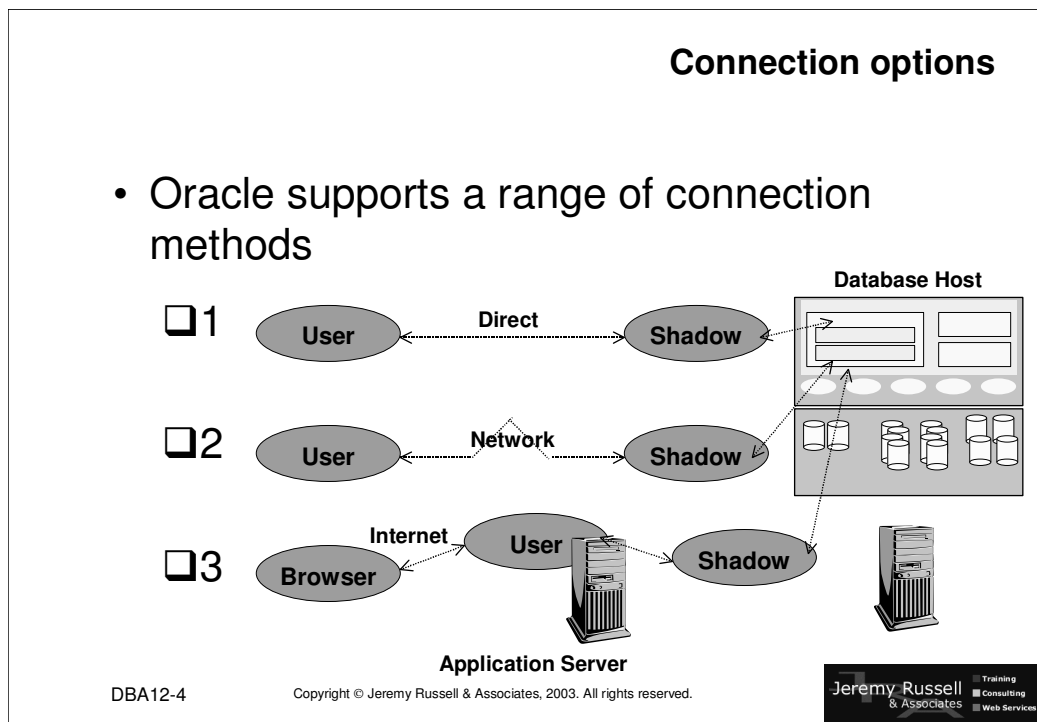 Connection options
• Oracle supports a range of connection
methods
Database Host
❑1
User
Direct
Shadow
❑2
User
Network
Shadow
❑3
Browser
Internet
User
Shadow
Application Server
DBA12-4
Copyright © Jeremy Russell & Associates, 2003. All rights reserved.
Jeremy Russell
& Associates
Training
Consulting
Web Services